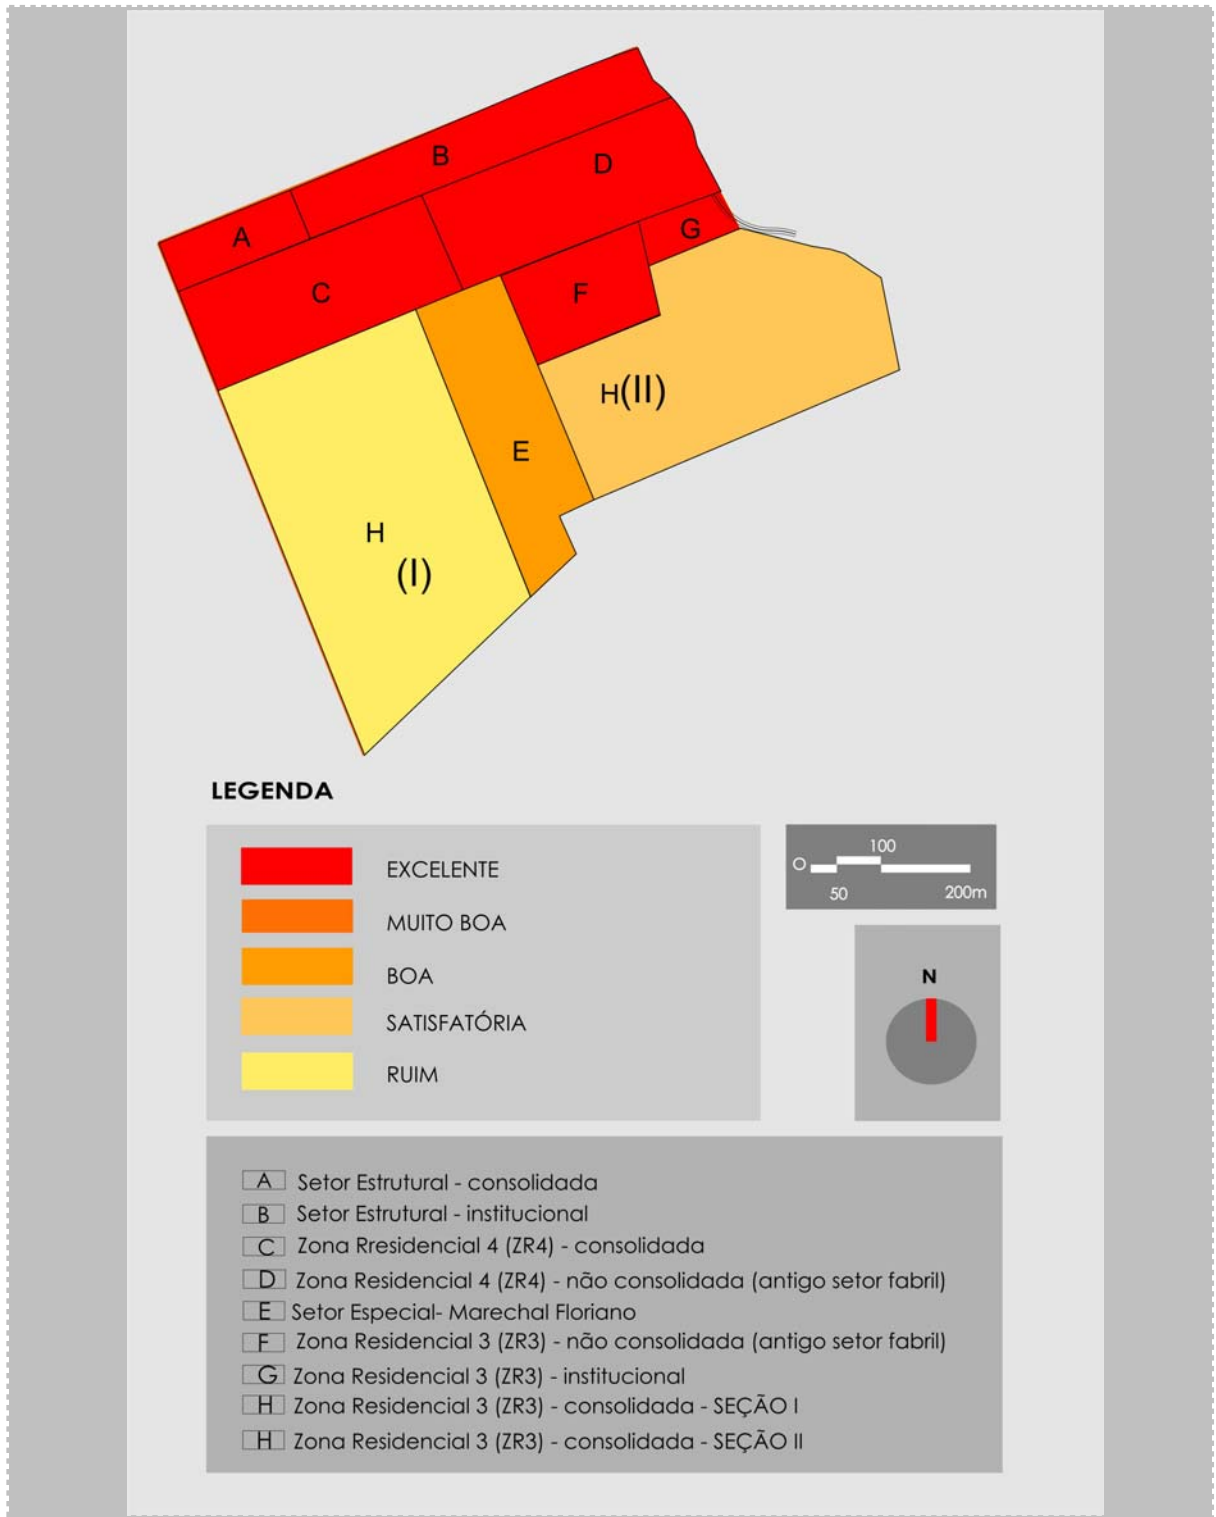 B
D
A
G
C
F
H(II)
E
H
(I)
LEGENDA
EXCELENTE
MUITO BOA
BOA
SATISFATÓRIA
RUIM
100
O
50 200m
N
A Setor Estrutural - consolidada
B Setor Estrutural - institucional
C Zona Rresidencial 4 (ZR4) - consolidada
D Zona Residencial 4 (ZR4) - não consolidada (antigo setor fabril)
E Setor Especial- Marechal Floriano
F Zona Residencial 3 (ZR3) - não consolidada (antigo setor fabril)
G Zona Residencial 3 (ZR3) - institucional
H Zona Residencial 3 (ZR3) - consolidada - SEÇÃO I
H Zona Residencial 3 (ZR3) - consolidada - SEÇÃO II